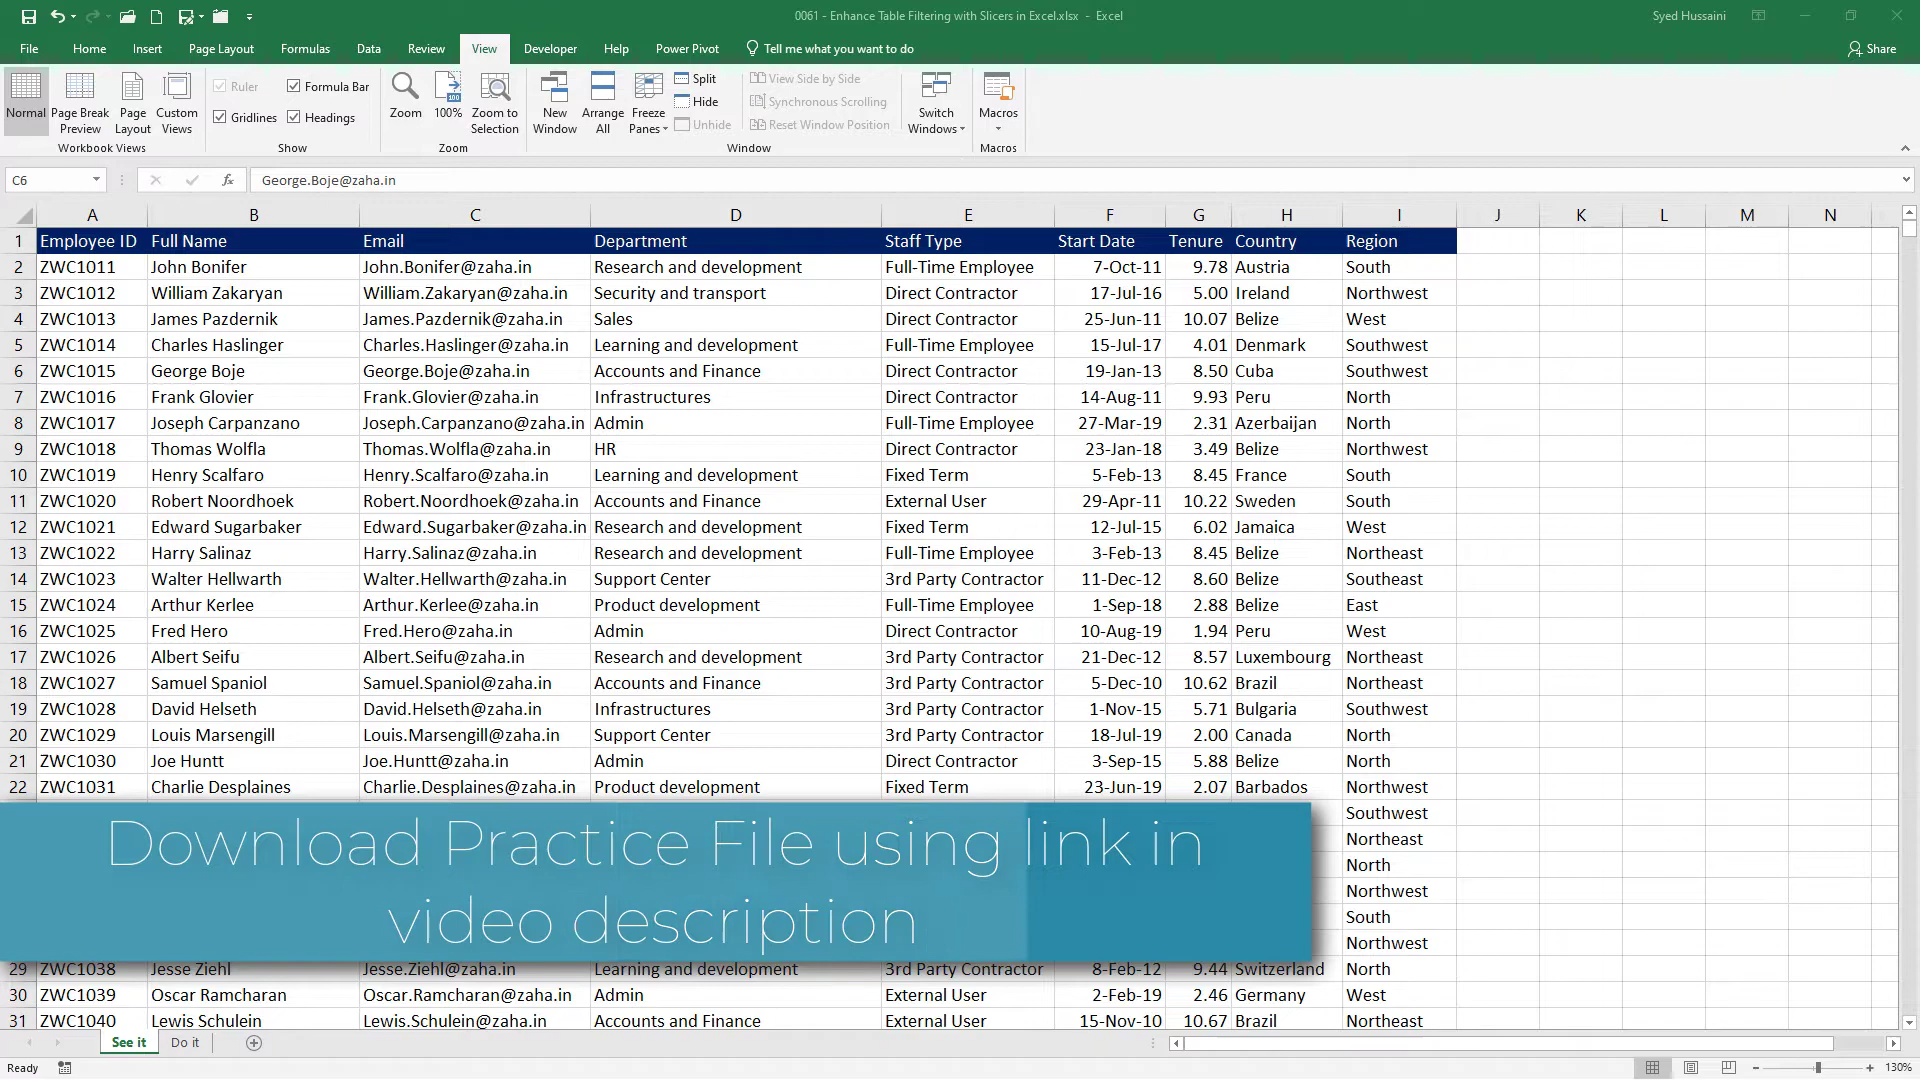 0061 - Enhance Table Filtering with Slicers in Excel.xlsx - Excel
Syed Hussaini
File Home Insert Page Layout Formulas Data Review View Developer Help Power Pivot Tell me what you want to do Share
Normal
Page Break Preview
Page Layout
Custom Views
Workbook Views
Ruler
Formula Bar
Gridlines
Headings
Show
Zoom
100%
Zoom to Selection
Zoom
New Window
Arrange All
Freeze Panes
Split
Hide
Unhide
View Side by Side
Synchronous Scrolling
Reset Window Position
Window
Switch Windows
Macros
Macros
C6 fx George.Boje@zaha.in
A B C D E F G H I J K L M N
1 Employee ID Full Name Email Department Staff Type Start Date Tenure Country Region
2 ZWC1011 John Bonifer John.Bonifer@zaha.in Research and development Full-Time Employee 7-Oct-11 9.78 Austria South
3 ZWC1012 William Zakaryan William.Zakaryan@zaha.in Security and transport Direct Contractor 17-Jul-16 5.00 Ireland Northwest
4 ZWC1013 James Pazdernik James.Pazdernik@zaha.in Sales Direct Contractor 25-Jun-11 10.07 Belize West
5 ZWC1014 Charles Haslinger Charles.Haslinger@zaha.in Learning and development Full-Time Employee 15-Jul-17 4.01 Denmark Southwest
6 ZWC1015 George Boje George.Boje@zaha.in Accounts and Finance Direct Contractor 19-Jan-13 8.50 Cuba Southwest
7 ZWC1016 Frank Glovier Frank.Glovier@zaha.in Infrastructures Direct Contractor 14-Aug-11 9.93 Peru North
8 ZWC1017 Joseph Carpanzano Joseph.Carpanzano@zaha.in Admin Full-Time Employee 27-Mar-19 2.31 Azerbaijan North
9 ZWC1018 Thomas Wolfla Thomas.Wolfla@zaha.in HR Direct Contractor 23-Jan-18 3.49 Belize Northwest
10 ZWC1019 Henry Scalfaro Henry.Scalfaro@zaha.in Learning and development Fixed Term 5-Feb-13 8.45 France South
11 ZWC1020 Robert Noordhoek Robert.Noordhoek@zaha.in Accounts and Finance External User 29-Apr-11 10.22 Sweden South
12 ZWC1021 Edward Sugarbaker Edward.Sugarbaker@zaha.in Research and development Fixed Term 12-Jul-15 6.02 Jamaica West
13 ZWC1022 Harry Salinaz Harry.Salinaz@zaha.in Research and development Full-Time Employee 3-Feb-13 8.45 Belize Northeast
14 ZWC1023 Walter Hellwarth Walter.Hellwarth@zaha.in Support Center 3rd Party Contractor 11-Dec-12 8.60 Belize Southeast
15 ZWC1024 Arthur Kerlee Arthur.Kerlee@zaha.in Product development Full-Time Employee 1-Sep-18 2.88 Belize East
16 ZWC1025 Fred Hero Fred.Hero@zaha.in Admin Direct Contractor 10-Aug-19 1.94 Peru West
17 ZWC1026 Albert Seifu Albert.Seifu@zaha.in Research and development 3rd Party Contractor 21-Dec-12 8.57 Luxembourg Northeast
18 ZWC1027 Samuel Spaniol Samuel.Spaniol@zaha.in Accounts and Finance 3rd Party Contractor 5-Dec-10 10.62 Brazil Northeast
19 ZWC1028 David Helseth David.Helseth@zaha.in Infrastructures 3rd Party Contractor 1-Nov-15 5.71 Bulgaria Southwest
20 ZWC1029 Louis Marsengill Louis.Marsengill@zaha.in Support Center 3rd Party Contractor 18-Jul-19 2.00 Canada North
21 ZWC1030 Joe Huntt Joe.Huntt@zaha.in Admin Direct Contractor 3-Sep-15 5.88 Belize North
22 ZWC1031 Charlie Desplaines Charlie.Desplaines@zaha.in Product development Fixed Term 23-Jun-19 2.07 Barbados Northwest
Southwest
Northeast
North
Northwest
South
Northwest
Download Practice File using link in
video description
29 ZWC1038 Jesse Ziehl Jesse.Ziehl@zaha.in Learning and development 3rd Party Contractor 8-Feb-12 9.44 Switzerland North
30 ZWC1039 Oscar Ramcharan Oscar.Ramcharan@zaha.in Admin External User 2-Feb-19 2.46 Germany West
31 ZWC1040 Lewis Schulein Lewis.Schulein@zaha.in Accounts and Finance External User 15-Nov-10 10.67 Brazil Northeast
See it Do it
Ready 130%